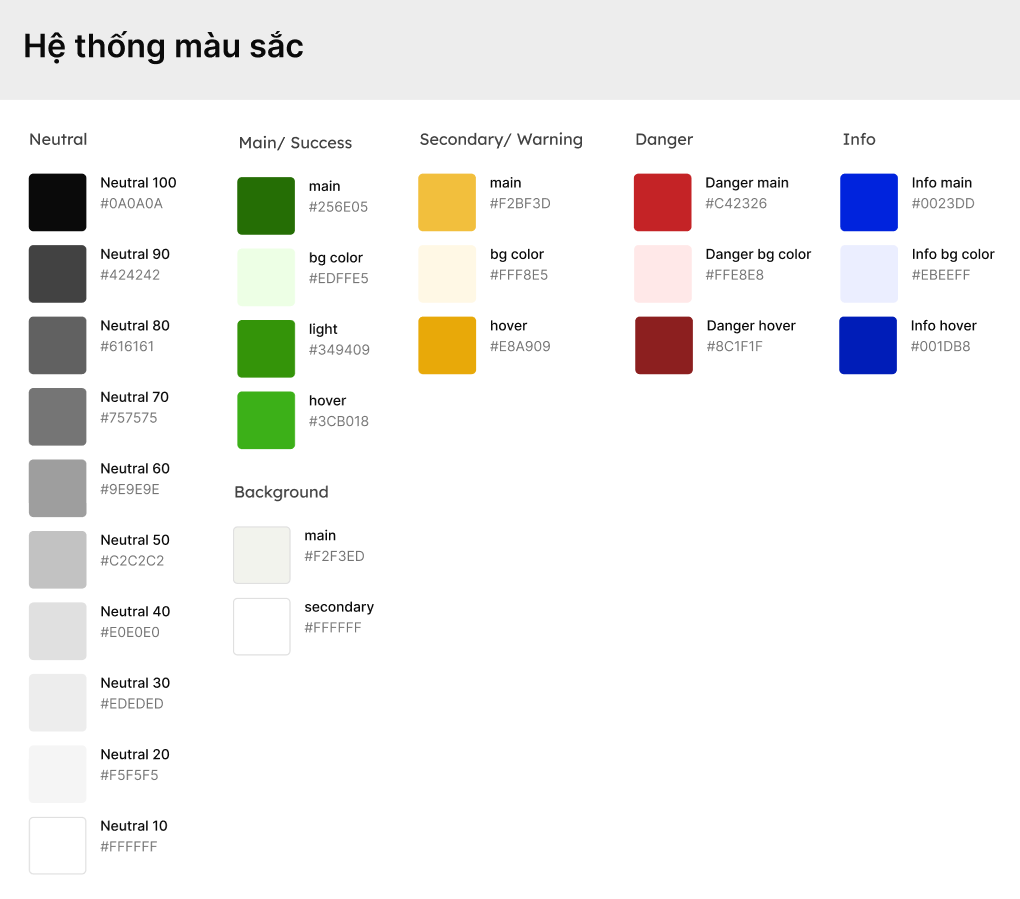 Hệ thống màu sắc
Neutral
Neutral 100
#0A0A0A
Neutral 90
#424242
Neutral 80
#616161
Neutral 70
#757575
Neutral 60
#9E9E9E
Neutral 50
#C2C2C2
Neutral 40
#E0E0E0
Neutral 30
#EDEDED
Neutral 20
#F5F5F5
Neutral 10
#FFFFFF
Main/ Success
main
#256E05
bg color
#EDFFE5
light
#349409
hover
#3CB018
Background
main
#F2F3ED
secondary
#FFFFFF
Secondary/ Warning
main
#F2BF3D
bg color
#FFF8E5
hover
#E8A909
Danger
Danger main
#C42326
Danger bg color
#FFE8E8
Danger hover
#8C1F1F
Info
Info main
#0023DD
Info bg color
#EBEEFF
Info hover
#001DB8